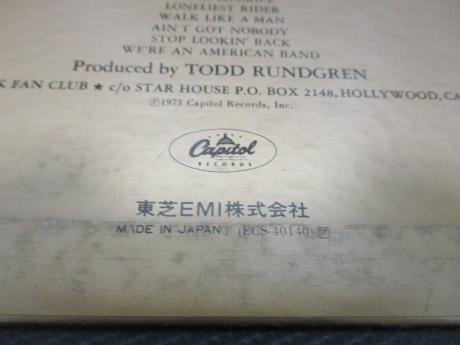 LONELIEST RIDER
WALK LIKE A MAN
AIN'T GOT NOBODY
STOP LOOKIN' BACK
WE'RE AN AMERICAN BAND
Produced by TODD RUNDGREN
K FAN CLUB ★ c/o STAR HOUSE P.O. BOX 2148, HOLLYWOOD, CA
Ⓟ1973 Capitol Records, Inc.
Capitol
RECORDS
東芝EMI株式会社
MADE IN JAPAN Ⓔ (ECS-40140)